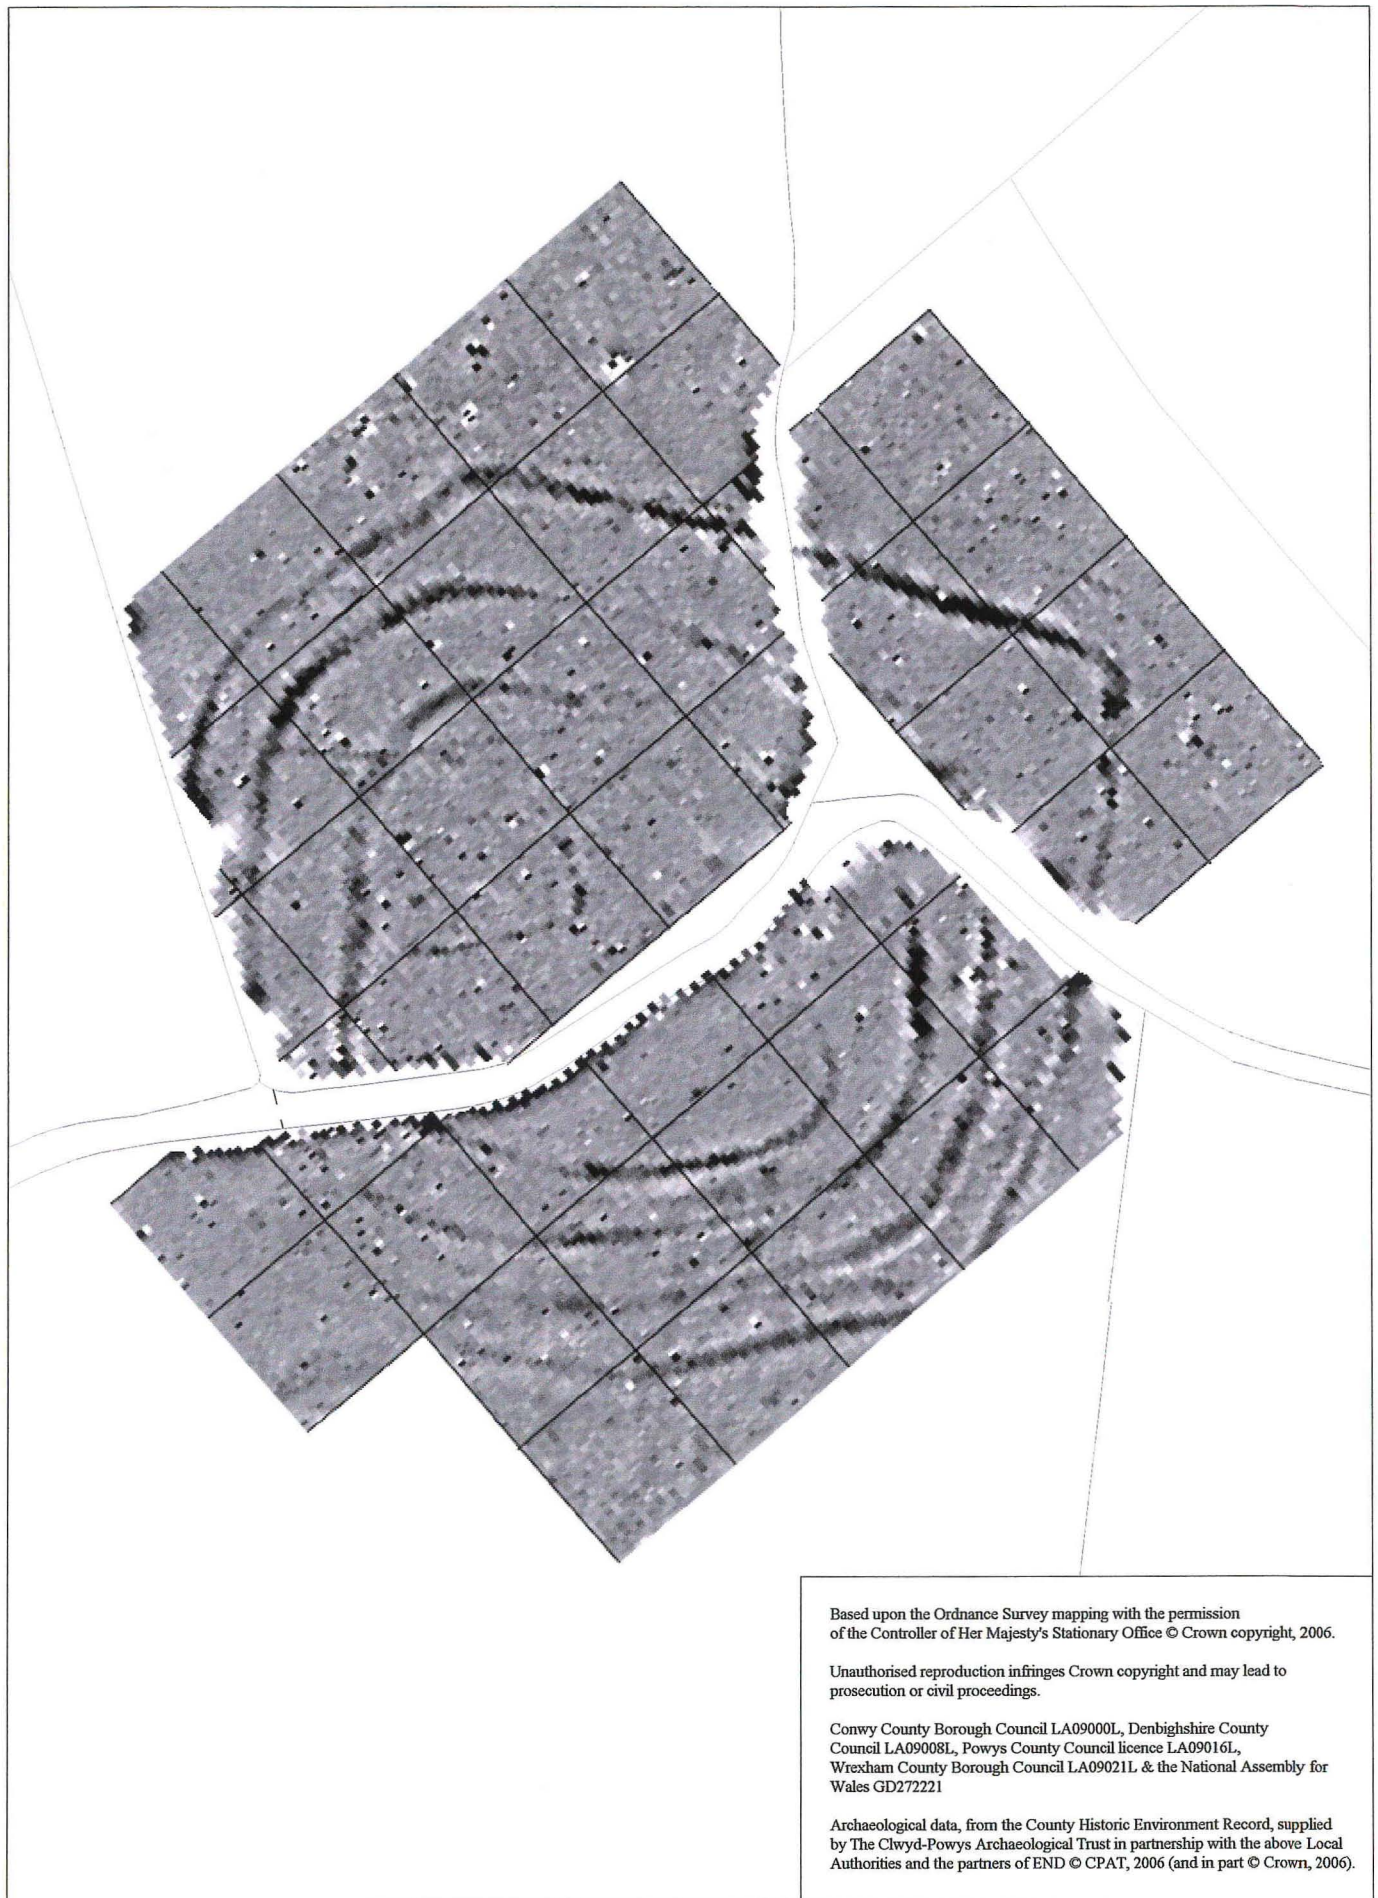 Based upon the Ordnance Survey mapping with the permission
of the Controller of Her Majesty's Stationary Office © Crown copyright, 2006.
Unauthorised reproduction infringes Crown copyright and may lead to
prosecution or civil proceedings.
Conwy County Borough Council LA09000L, Denbighshire County
Council LA09008L, Powys County Council licence LA09016L,
Wrexham County Borough Council LA09021L & the National Assembly for
Wales GD272221
Archaeological data, from the County Historic Environment Record, supplied
by The Clwyd-Powys Archaeological Trust in partnership with the above Local
Authorities and the partners of END © CPAT, 2006 (and in part © Crown, 2006).